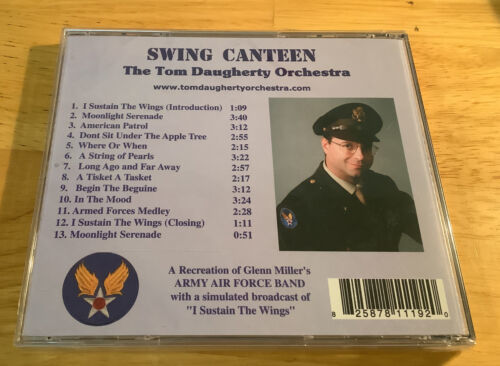 SWING CANTEEN
The Tom Daugherty Orchestra
www.tomdaughertyorchestra.com
1. I Sustain The Wings (Introduction) 1:09
2. Moonlight Serenade 3:40
3. American Patrol 3:12
4. Dont Sit Under The Apple Tree 2:55
5. Where Or When 2:15
6. A String of Pearls 3:22
7. Long Ago and Far Away 2:57
8. A Tisket A Tasket 2:17
9. Begin The Beguine 3:12
10. In The Mood 3:24
11. Armed Forces Medley 2:28
12. I Sustain The Wings (Closing) 1:11
13. Moonlight Serenade 0:51
A Recreation of Glenn Miller's
ARMY AIR FORCE BAND
with a simulated broadcast of
"I Sustain The Wings"
8 25878 11192 0